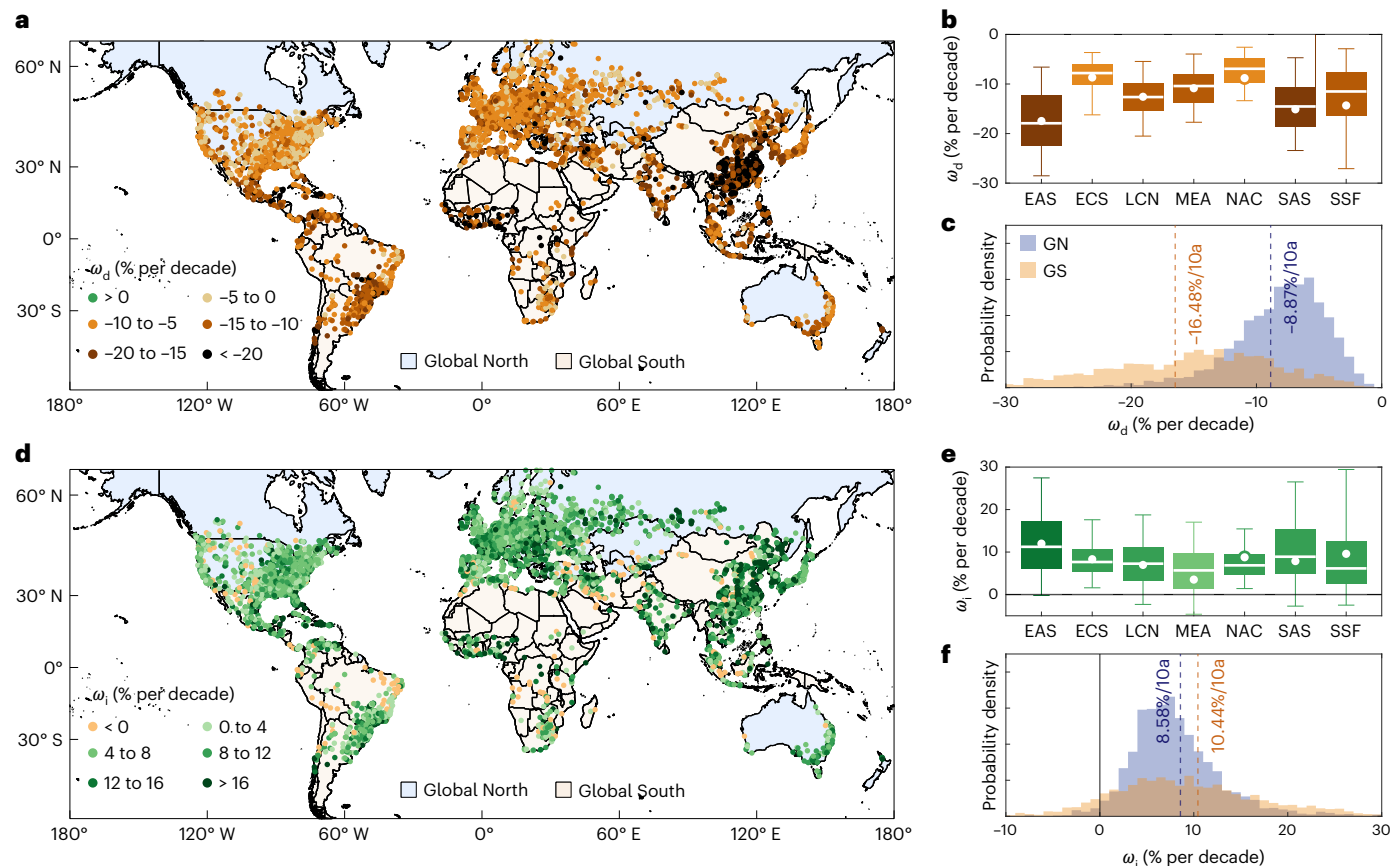 a
60° N
30° N
0°
30° S
ω_d (% per decade)
> 0
−5 to 0
−10 to −5
−15 to −10
−20 to −15
< −20
Global North
Global South
180°
120° W
60° W
0°
60° E
120° E
180°
b
ω_d (% per decade)
0
−10
−20
−30
EAS
ECS
LCN
MEA
NAC
SAS
SSF
c
GN
GS
−16.48%/10a
−8.87%/10a
Probability density
−30
−20
−10
0
ω_d (% per decade)
d
60° N
30° N
0°
30° S
ω_i (% per decade)
< 0
0 to 4
4 to 8
8 to 12
12 to 16
> 16
Global North
Global South
180°
120° W
60° W
0°
60° E
120° E
180°
e
ω_i (% per decade)
30
20
10
0
EAS
ECS
LCN
MEA
NAC
SAS
SSF
f
8.58%/10a
10.44%/10a
Probability density
−10
0
10
20
30
ω_i (% per decade)